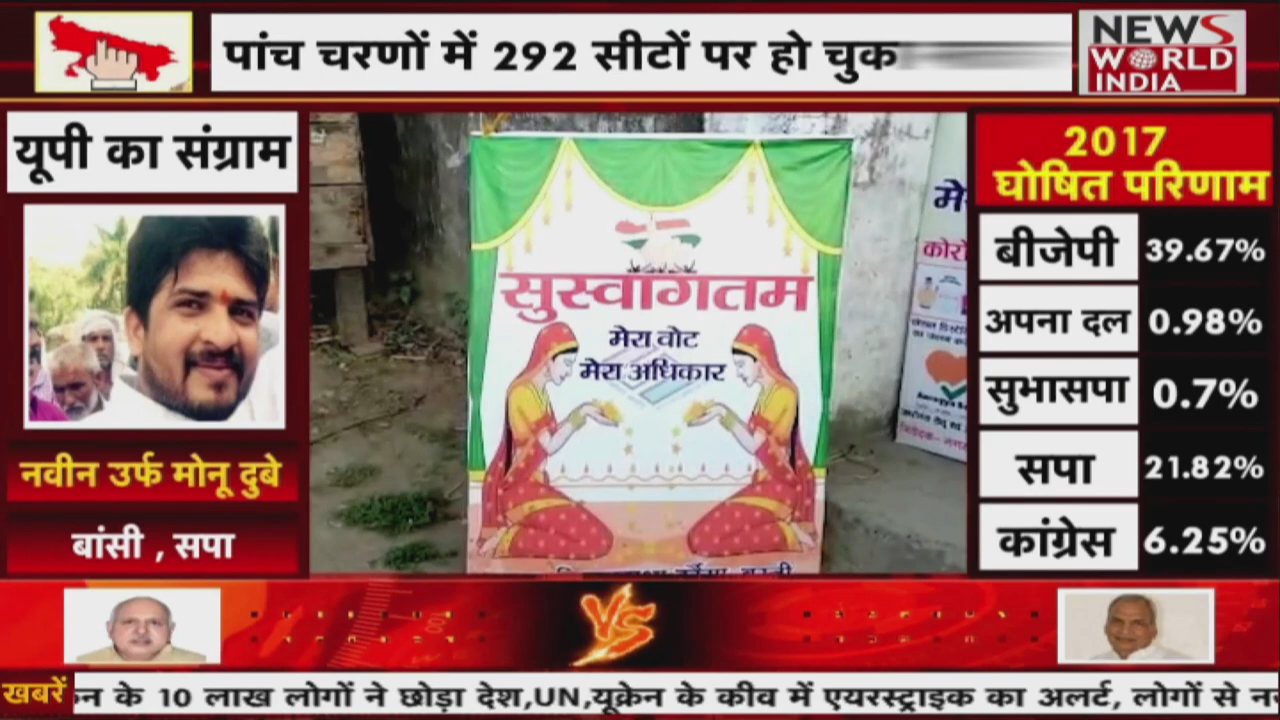 पांच चरणों में 292 सीटों पर हो चुक
NEWS
WORLD
INDIA
यूपी का संग्राम
नवीन उर्फ मोनू दुबे
बांसी , सपा
सुस्वागतम
मेरा वोट
मेरा अधिकार
2017
घोषित परिणाम
बीजेपी 39.67%
अपना दल 0.98%
सुभासपा 0.7%
सपा 21.82%
कांग्रेस 6.25%
VS
खबरें
के 10 लाख लोगों ने छोड़ा देश,UN,यूक्रेन के कीव में एयरस्ट्राइक का अलर्ट, लोगों से